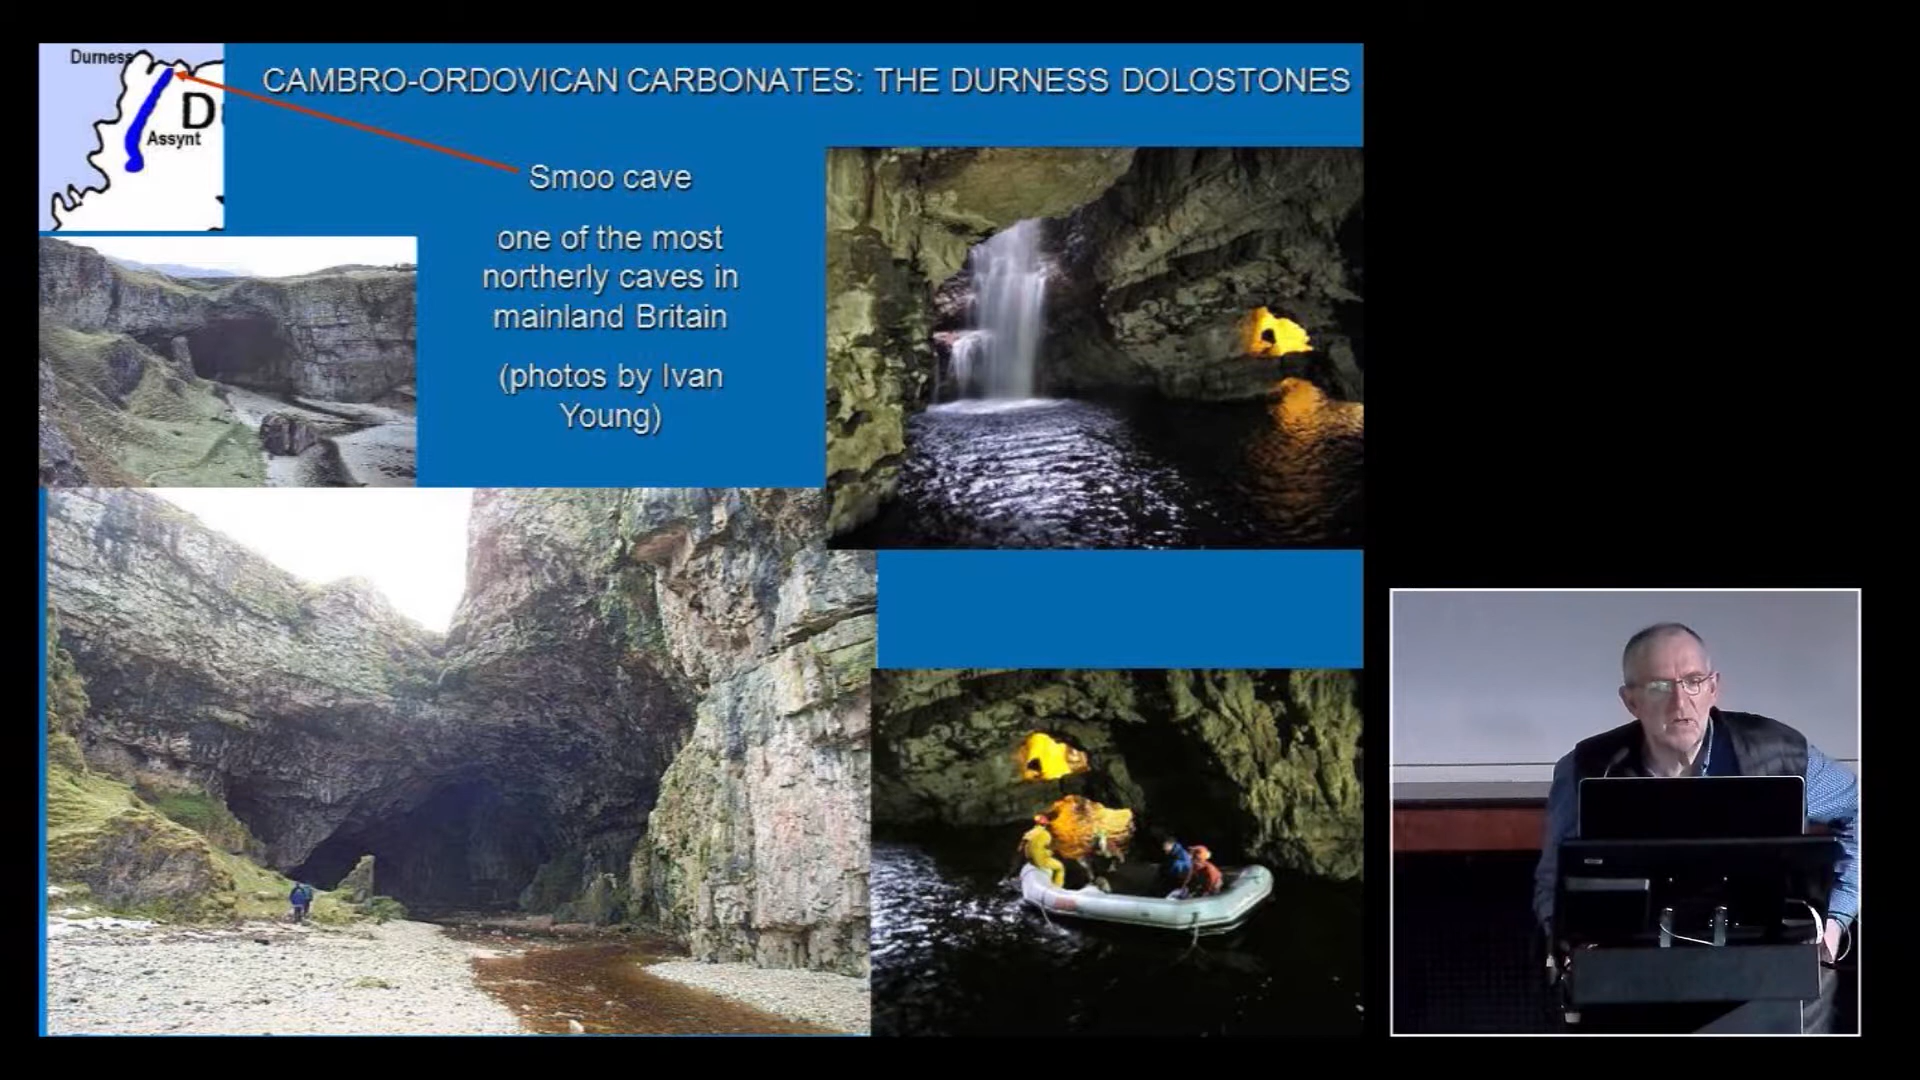 Durness
CAMBRO-ORDOVICAN CARBONATES: THE DURNESS DOLOSTONES
D
Assynt
Smoo cave
one of the most
northerly caves in
mainland Britain
(photos by Ivan
Young)